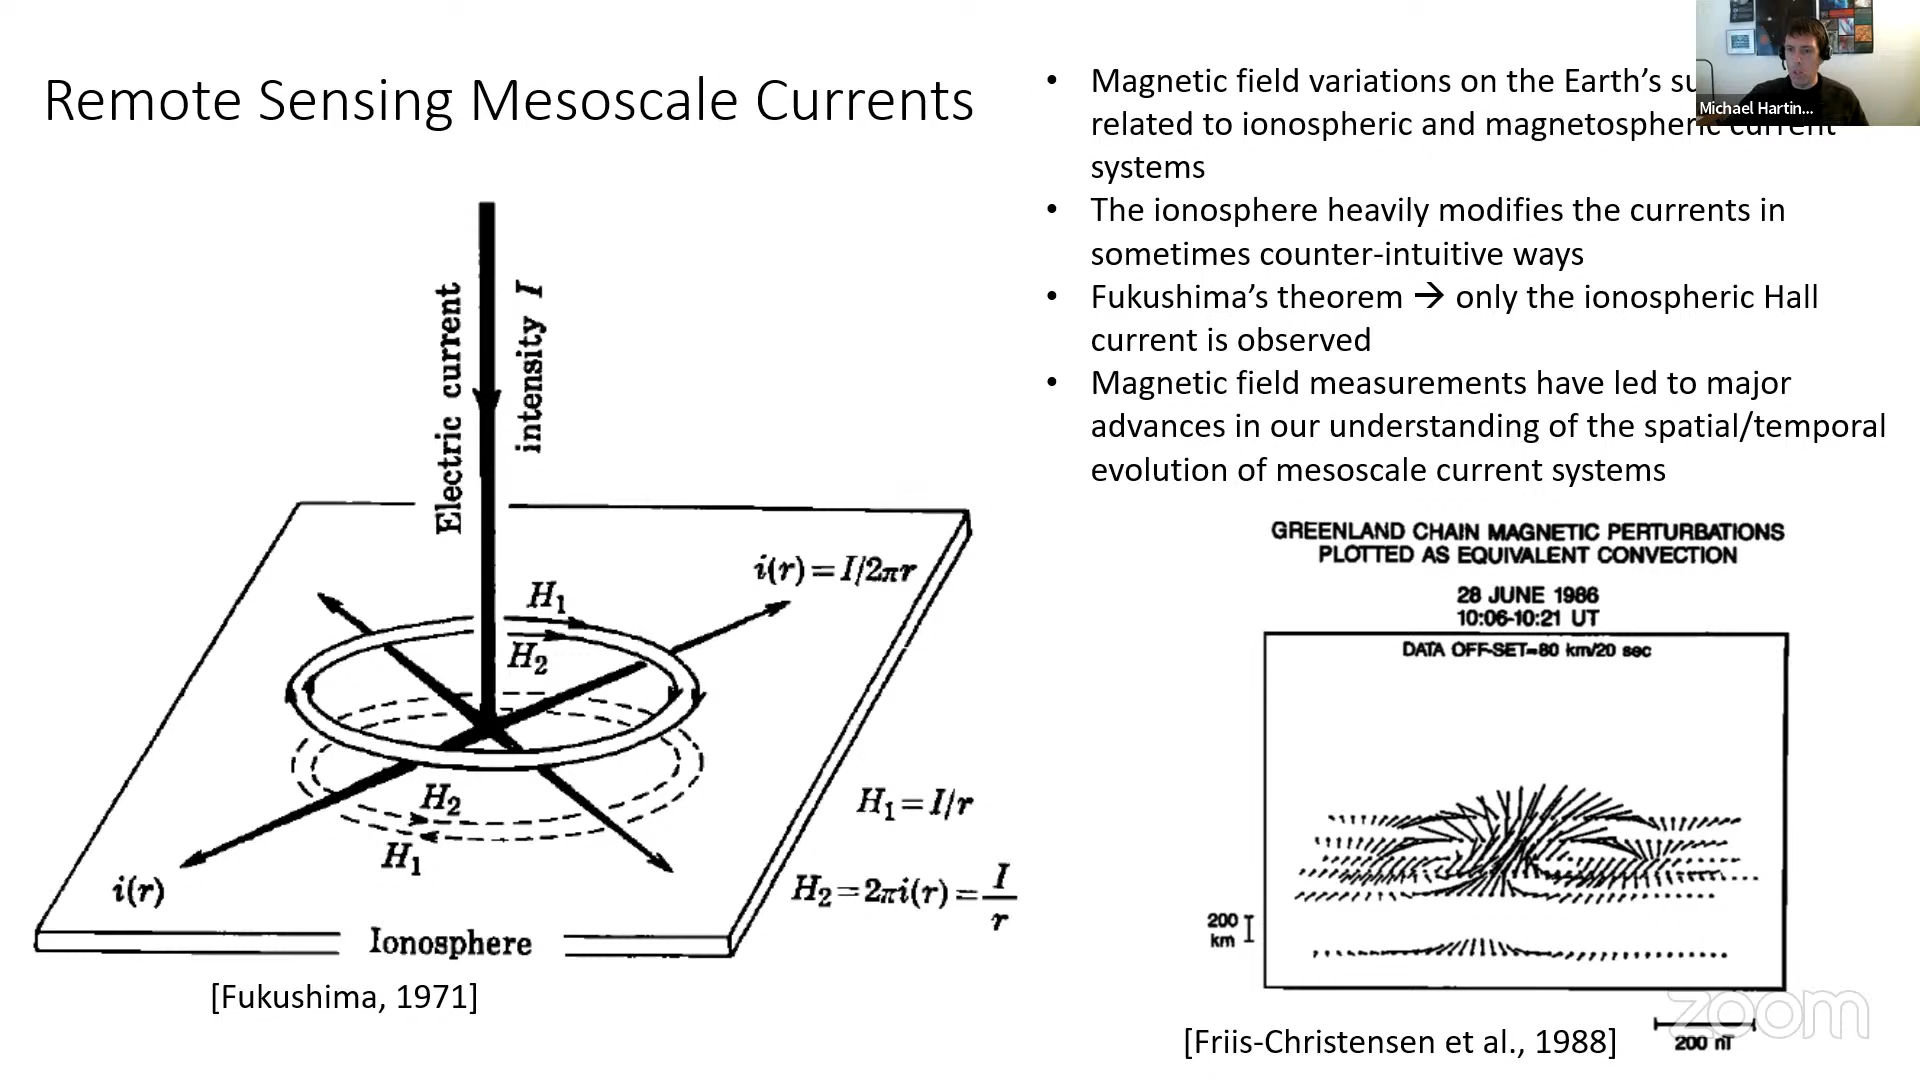 Remote Sensing Mesoscale Currents
• Magnetic field variations on the Earth's
related to ionospheric and magnetospheric current
systems
• The ionosphere heavily modifies the currents in
sometimes counter-intuitive ways
• Fukushima's theorem → only the ionospheric Hall
current is observed
• Magnetic field measurements have led to major
advances in our understanding of the spatial/temporal
evolution of mesoscale current systems
Michael Hartin...
Electric current
intensity I
i(r)=I/2πr
H₁
H₂
H₂
H₁
i(r)
H₁=I/r
H₂=2πi(r)=I/r
Ionosphere
[Fukushima, 1971]
GREENLAND CHAIN MAGNETIC PERTURBATIONS
PLOTTED AS EQUIVALENT CONVECTION
28 JUNE 1986
10:06-10:21 UT
DATA OFF-SET=80 km/20 sec
200
km
[Friis-Christensen et al., 1988]
200 nT
zoom